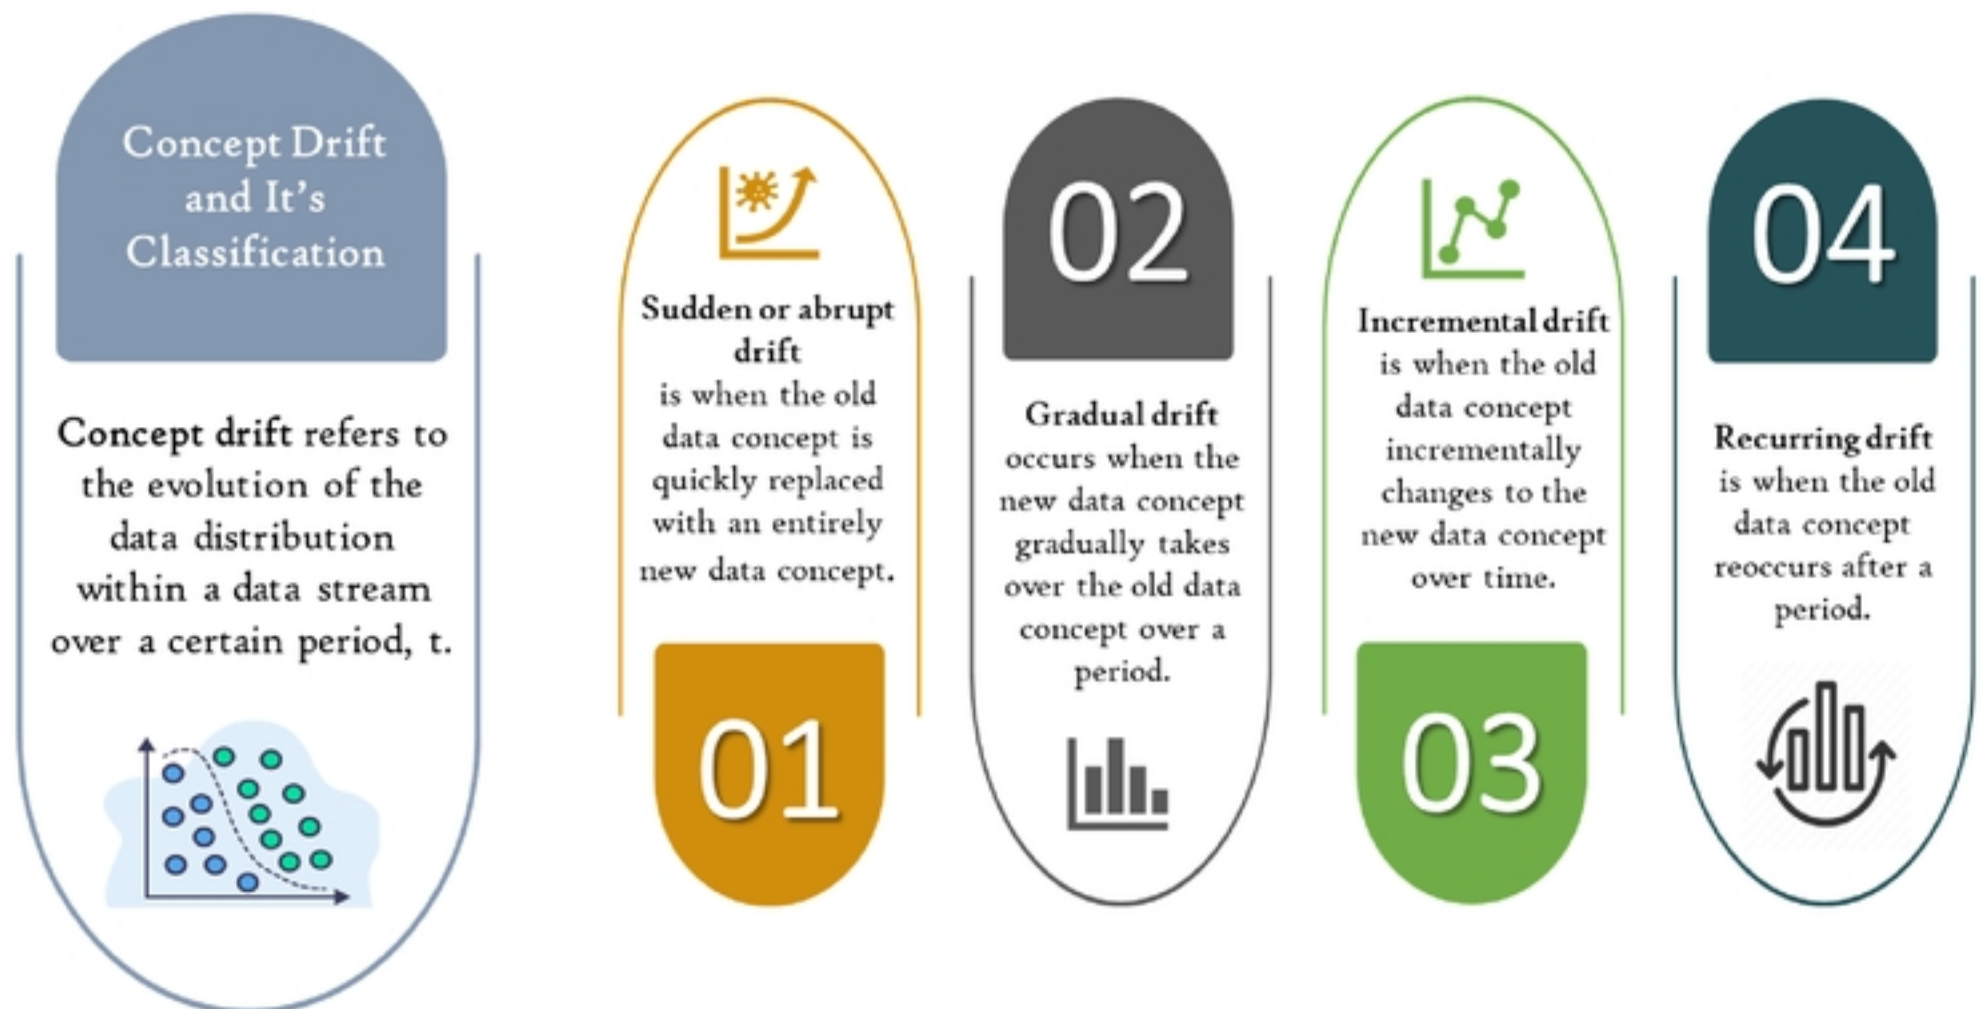 Concept Drift
and It's
Classification
Concept drift refers to
the evolution of the
data distribution
within a data stream
over a certain period, t.
Sudden or abrupt
drift
is when the old
data concept is
quickly replaced
with an entirely
new data concept.
01
02
Gradual drift
occurs when the
new data concept
gradually takes
over the old data
concept over a
period.
Incremental drift
is when the old
data concept
incrementally
changes to the
new data concept
over time.
03
04
Recurring drift
is when the old
data concept
reoccurs after a
period.